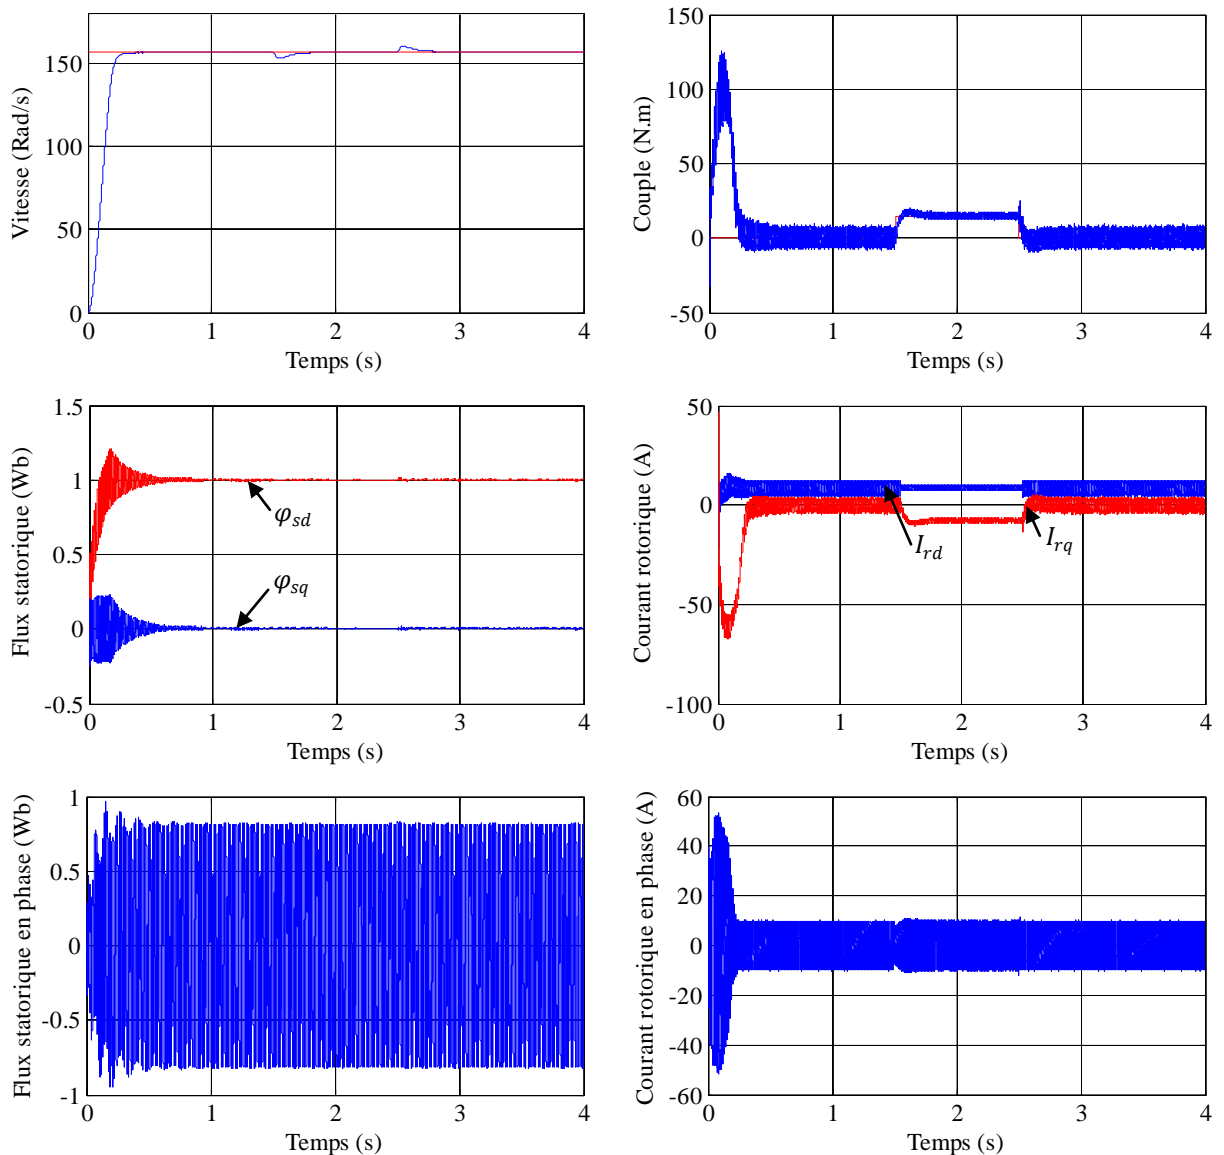 Vitesse (Rad/s)
150
100
50
0
0 1 2 3 4
Temps (s)
Couple (N.m)
150
100
50
0
-50
0 1 2 3 4
Temps (s)
Flux statorique (Wb)
1.5
1
0.5
0
-0.5
φsd
φsq
0 1 2 3 4
Temps (s)
Courant rotorique (A)
50
0
-50
-100
Ird
Irq
0 1 2 3 4
Temps (s)
Flux statorique en phase (Wb)
1
0.5
0
-0.5
-1
0 1 2 3 4
Temps (s)
Courant rotorique en phase (A)
60
40
20
0
-20
-40
-60
0 1 2 3 4
Temps (s)